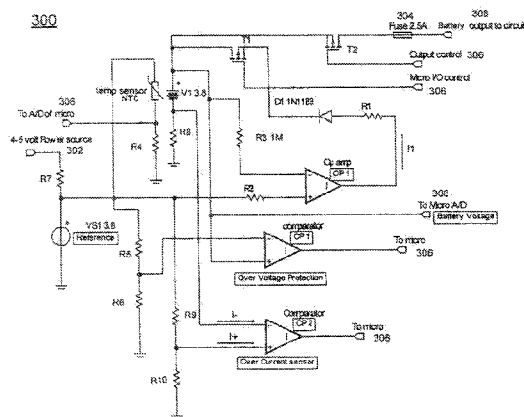 300
304
Fuse 2.5A
308
Battery output to circuit
T1
T2
Output control 306
Micro I/O control
306
temp sensor
NTC
V1 3.8
D1 1N1183
R1
306
To A/D of micro
R3 1M
I1
4-5 volt Power source
302
R4
R8
Op amp
OP 1
R7
R2
To Micro A/D
Battery Voltage
VS1 3.8
Reference
R5
comparator
CP 1
To micro
306
Over Voltage Protection
R6
R9
I-
I+
Comparator
CP 2
To micro
306
Over Current sensor
R10